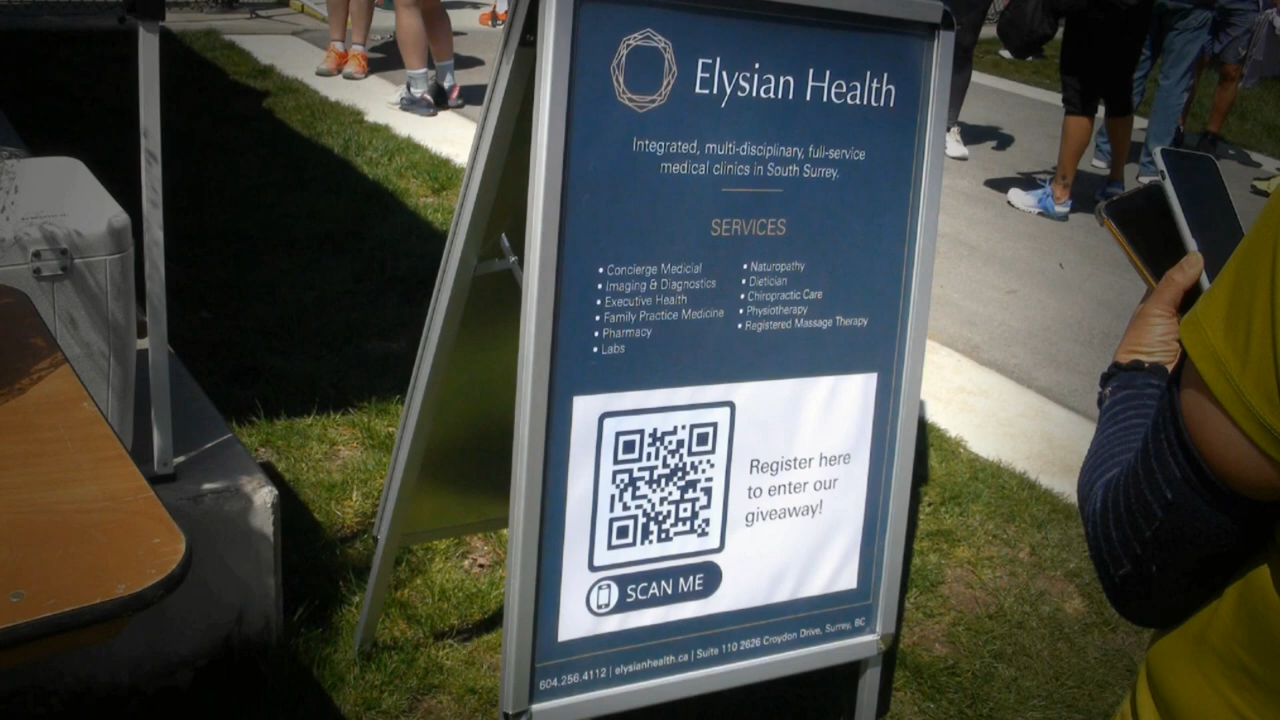 Elysian Health
Integrated, multi-disciplinary, full-service
medical clinics in South Surrey.
SERVICES
• Concierge Medicial
• Imaging & Diagnostics
• Executive Health
• Family Practice Medicine
• Pharmacy
• Labs
• Naturopathy
• Dietician
• Chiropractic Care
• Physiotherapy
• Registered Massage Therapy
Register here
to enter our
giveaway!
SCAN ME
604.256.4112 | elysianhealth.ca | Suite 110 2626 Croydon Drive, Surrey, BC